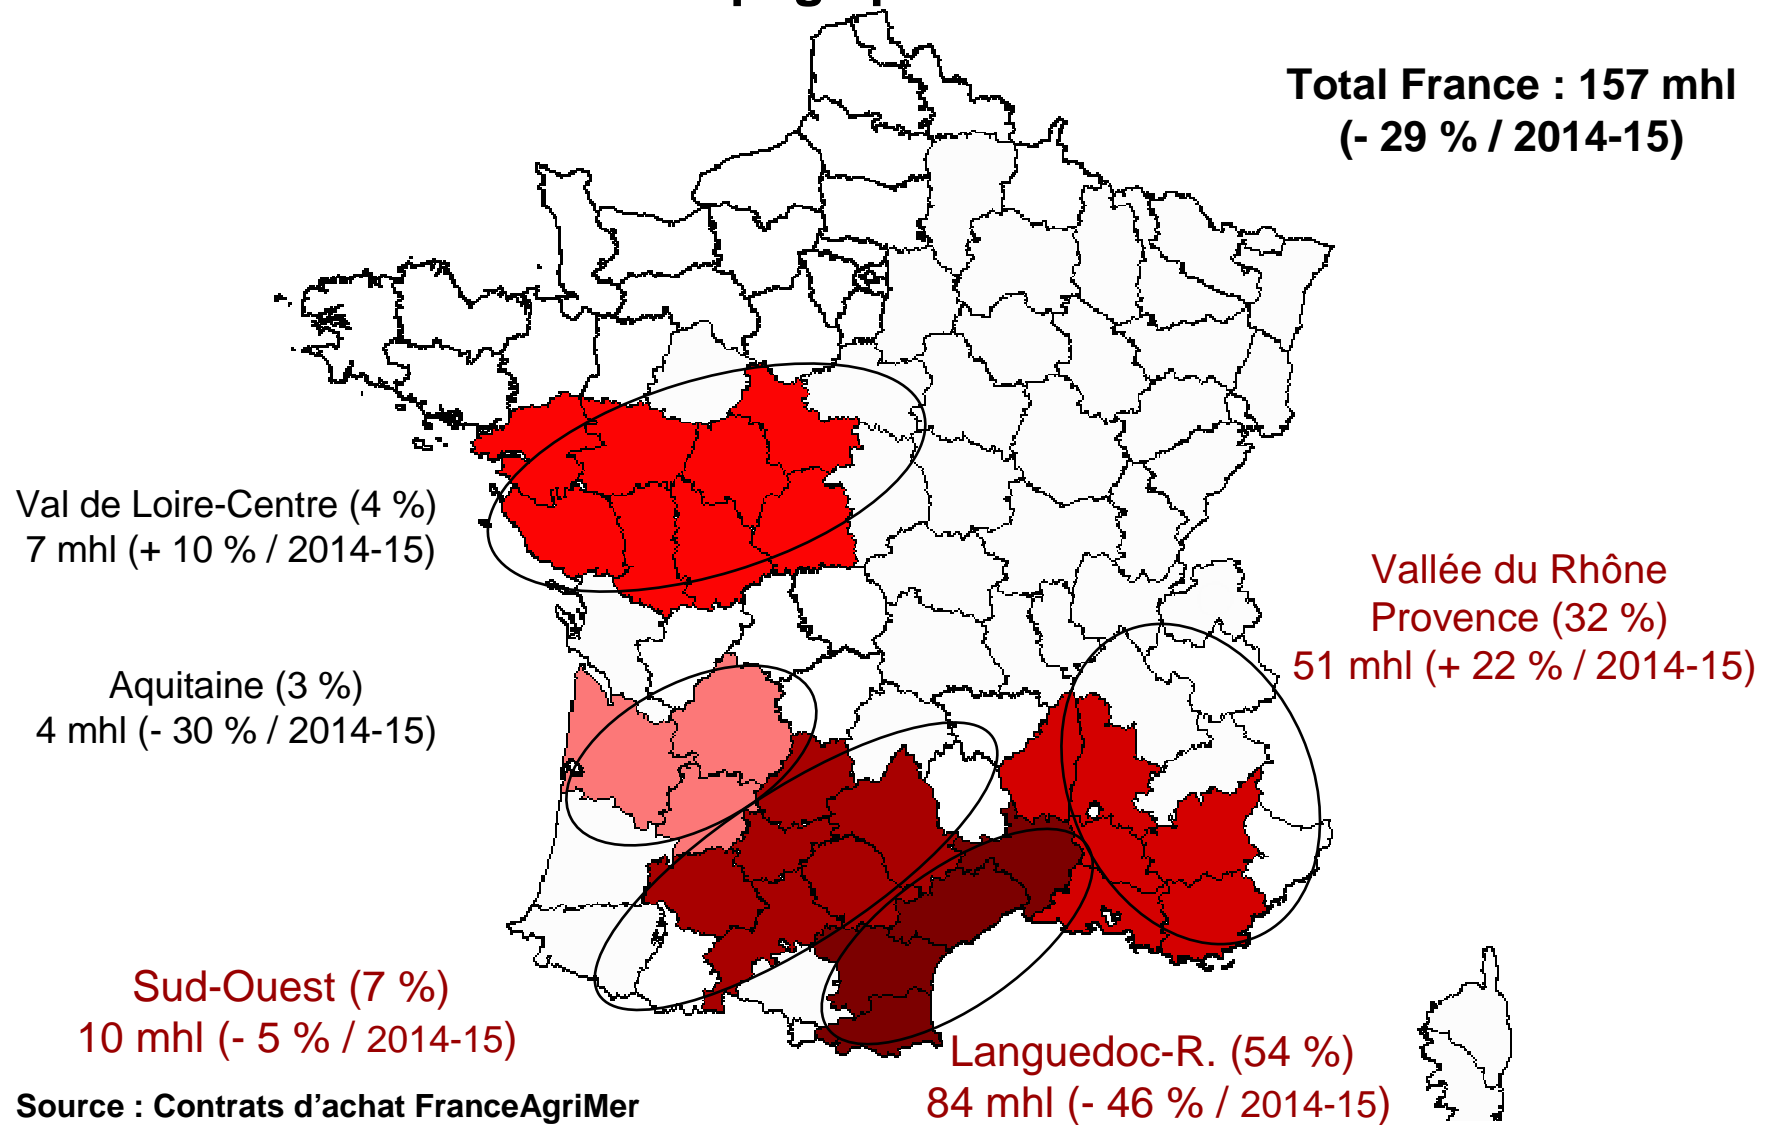 Total France : 157 mhl
(- 29 % / 2014-15)
Val de Loire-Centre (4 %)
7 mhl (+ 10 % / 2014-15)
Vallée du Rhône
Provence (32 %)
51 mhl (+ 22 % / 2014-15)
Aquitaine (3 %)
4 mhl (- 30 % / 2014-15)
Sud-Ouest (7 %)
10 mhl (- 5 % / 2014-15)
Languedoc-R. (54 %)
84 mhl (- 46 % / 2014-15)
Source : Contrats d'achat FranceAgriMer